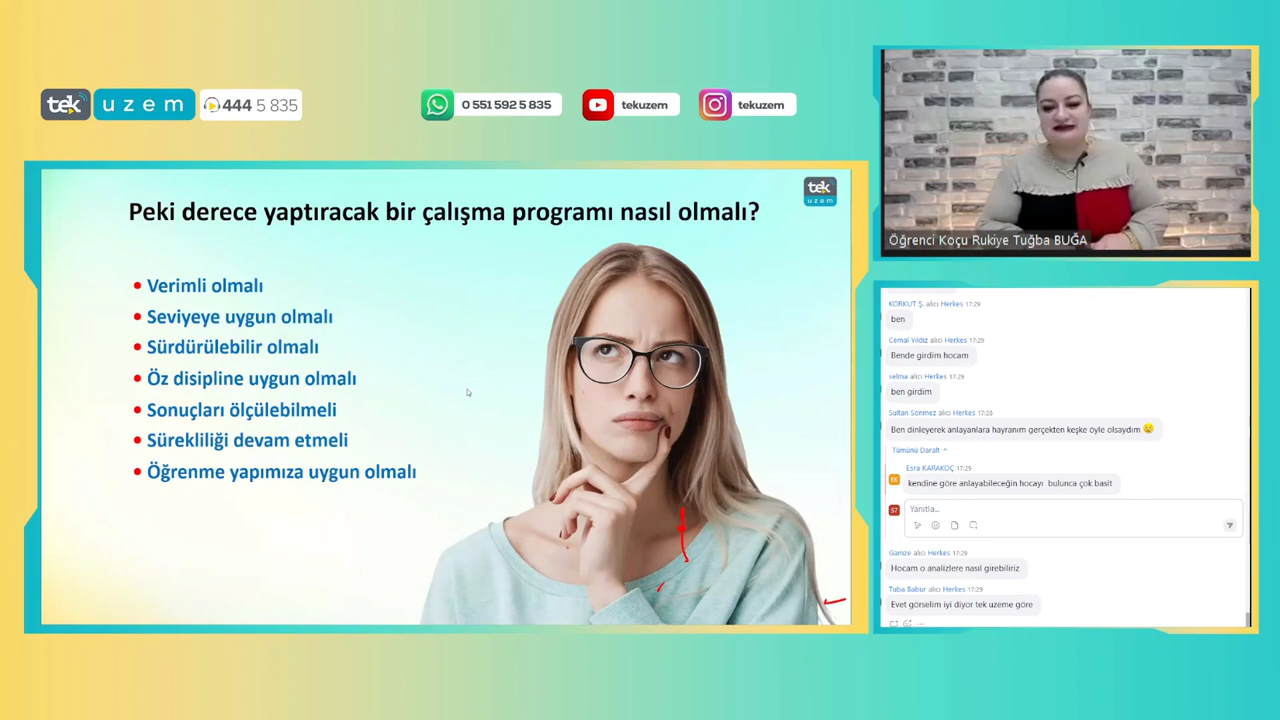 tek uzem 444 5 835
0 551 592 5 835
tekuzem
tekuzem
tek
uzem
Peki derece yaptıracak bir çalışma programı nasıl olmalı?
• Verimli olmalı
• Seviyeye uygun olmalı
• Sürdürülebilir olmalı
• Öz disipline uygun olmalı
• Sonuçları ölçülebilmeli
• Sürekliliği devam etmeli
• Öğrenme yapımıza uygun olmalı
Öğrenci Koçu Rukiye Tuğba BUĞA
KORKUT Ş. alıcı Herkes 17:29
ben
Cemal Yıldız alıcı Herkes 17:29
Bende girdim hocam
selma alıcı Herkes 17:29
ben girdim
Sultan Sönmez alıcı Herkes 17:28
Ben dinleyerek anlayanlara hayranım gerçekten keşke öyle olsaydım
Tümünü Daralt
Esra KARAKOÇ 17:29
EK
kendine göre anlayabileceğin hocayı bulunca çok basit
Yanıtla...
Gamze alıcı Herkes 17:29
Hocam o analizlere nasıl girebiliriz
Tuba Babur alıcı Herkes 17:29
Evet görselim iyi diyor tek uzeme göre